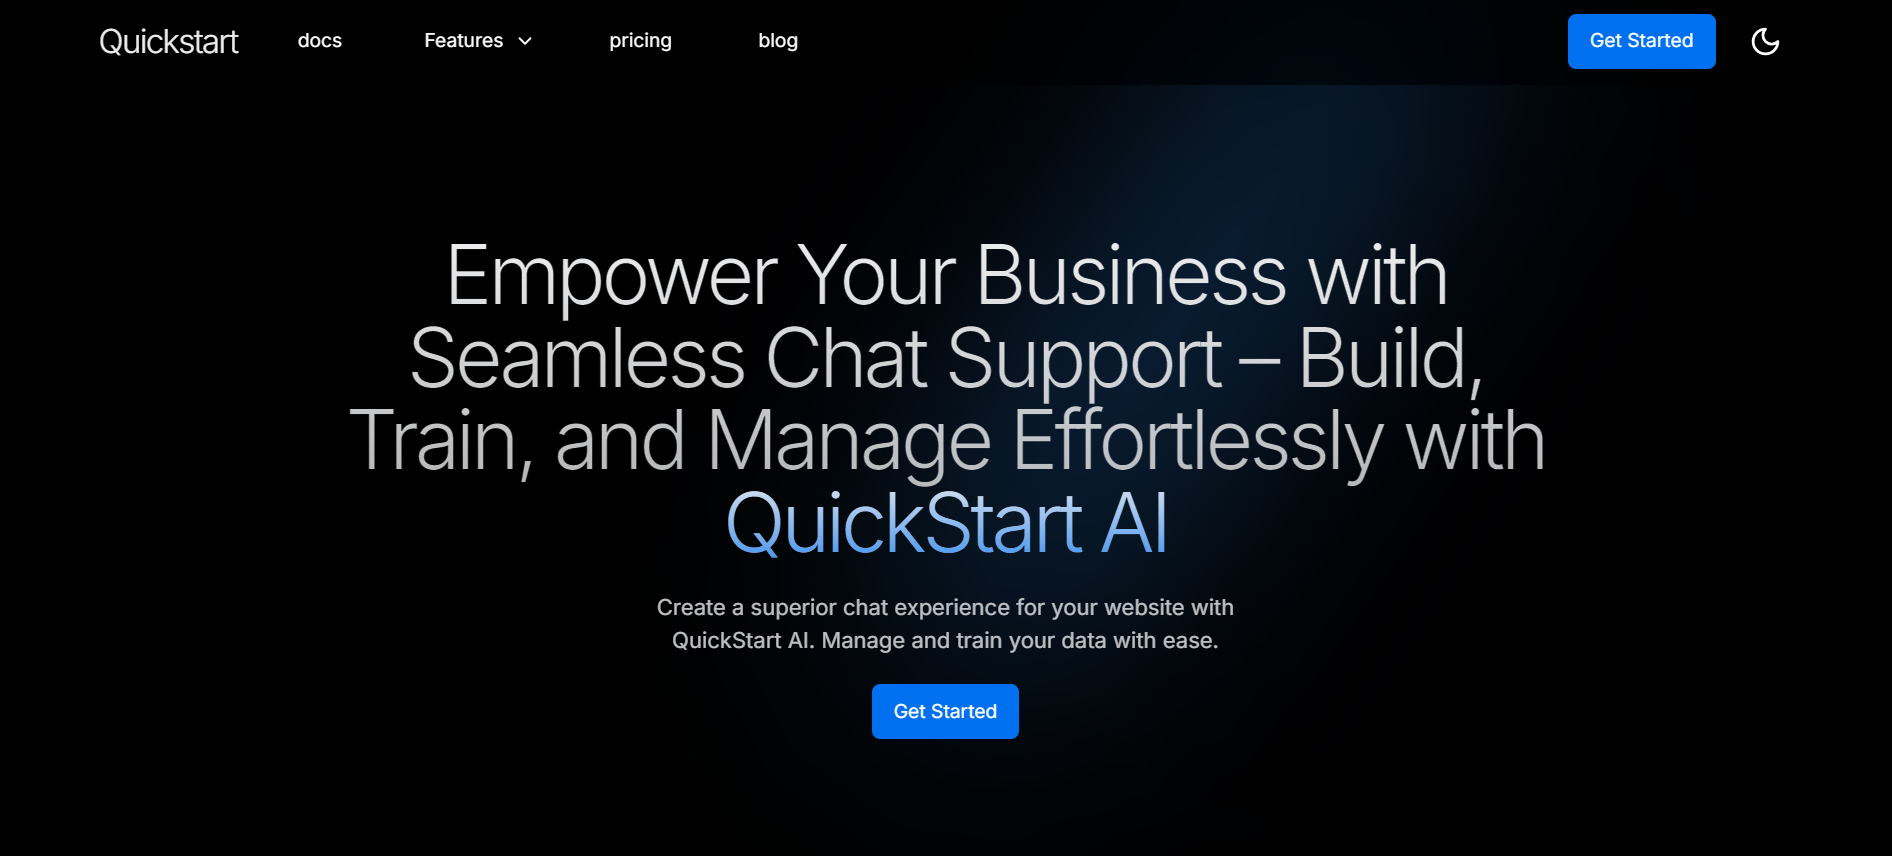 Quickstart
docs
Features
pricing
blog
Get Started
Empower Your Business with
Seamless Chat Support – Build,
Train, and Manage Effortlessly with
QuickStart AI
Create a superior chat experience for your website with
QuickStart AI. Manage and train your data with ease.
Get Started